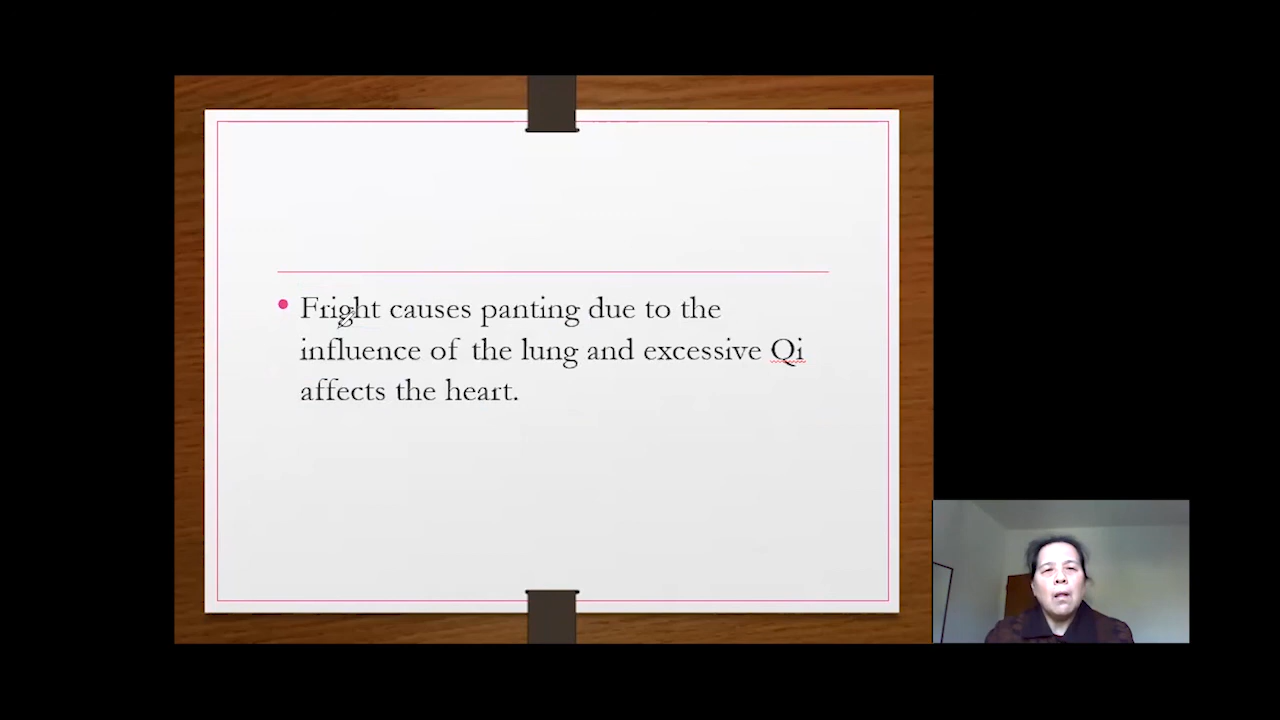 Fright causes panting due to the
influence of the lung and excessive Qi
affects the heart.